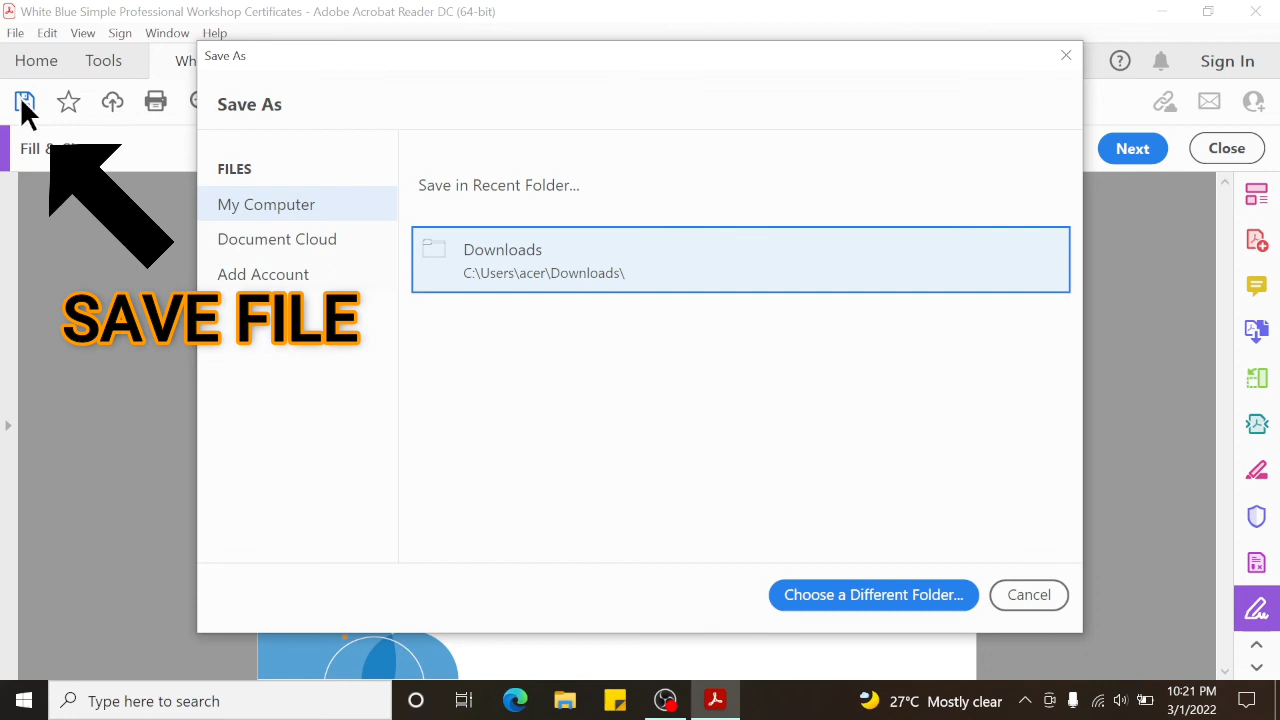 White Blue Simple Professional Workshop Certificates - Adobe Acrobat Reader DC (64-bit)
File Edit View Sign Window Help
Home Tools Wh Sign In
Save As
Save As
Fill & Next Close
FILES
My Computer
Document Cloud
Add Account
Save in Recent Folder...
Downloads
C:\Users\acer\Downloads\
SAVE FILE
Choose a Different Folder... Cancel
Type here to search
27°C Mostly clear
10:21 PM
3/1/2022